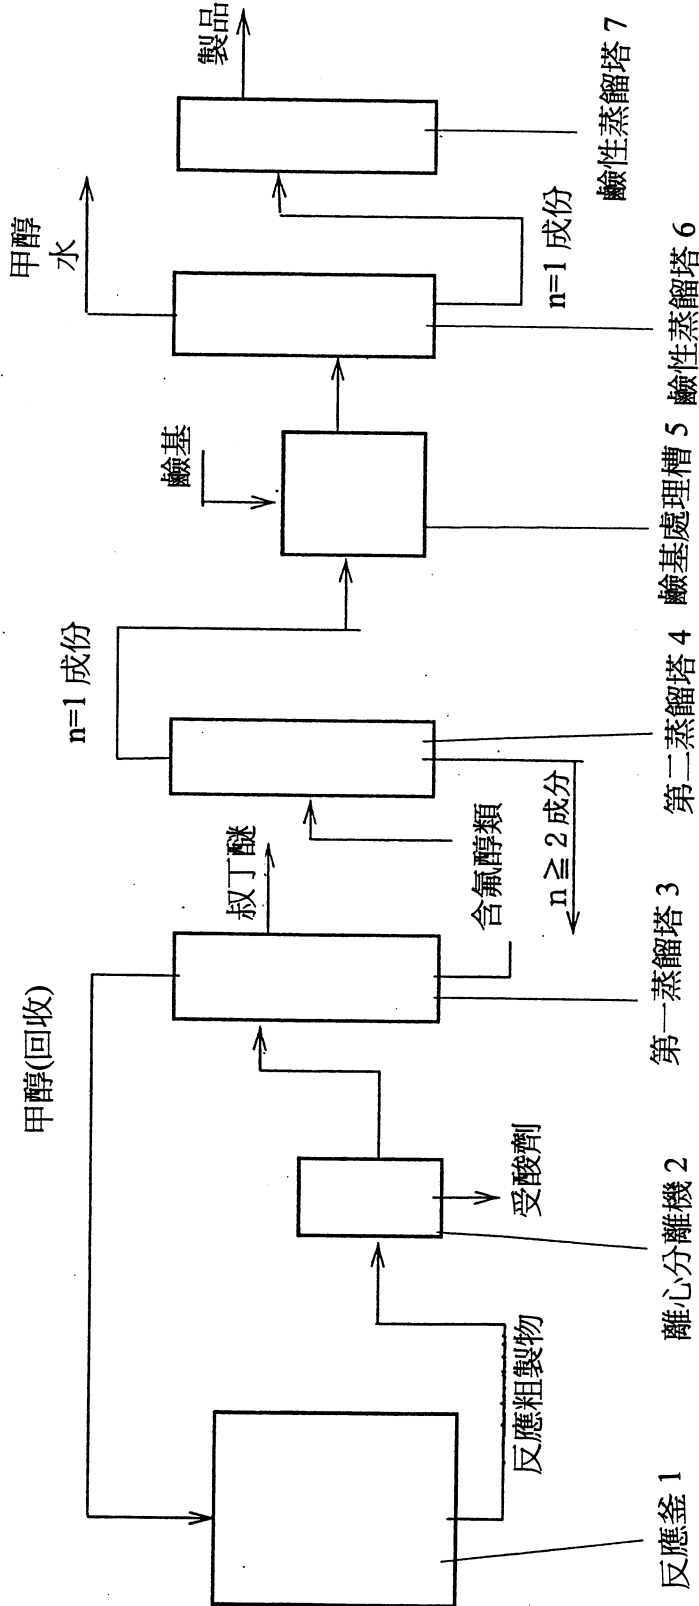 甲醇(回收)
n=1 成份
甲醇
水
製品
叔丁醚
鹼基
受酸劑
含氟醇類
n≧2成分
n=1 成份
反應粗製物
反應釜 1
離心分離機 2
第一蒸餾塔 3
第二蒸餾塔 4
鹼基處理槽 5
鹼性蒸餾塔 6
鹼性蒸餾塔 7